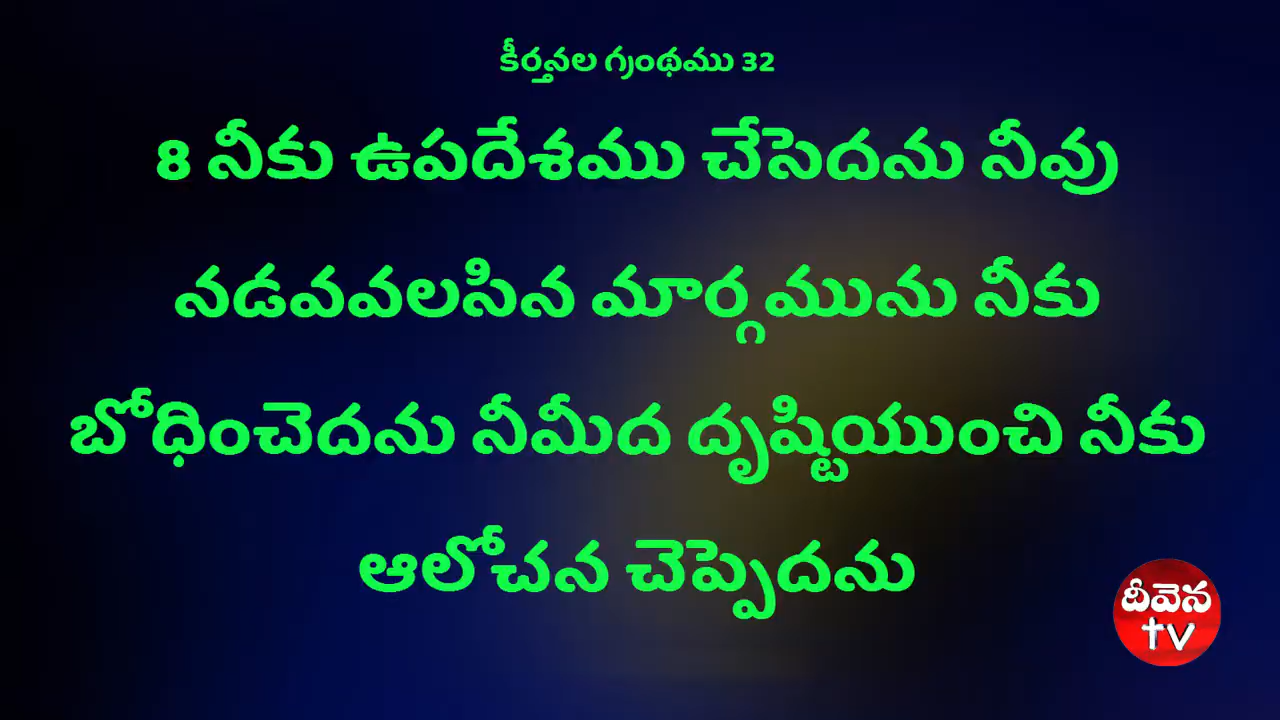 కీర్తనల గ్రంథము 32
8 నీకు ఉపదేశము చేసెదను నీవు
నడవవలసిన మార్గమును నీకు
బోధించెదను నీమీద దృష్టియుంచి నీకు
ఆలోచన చెప్పెదను
దీవెన
tv